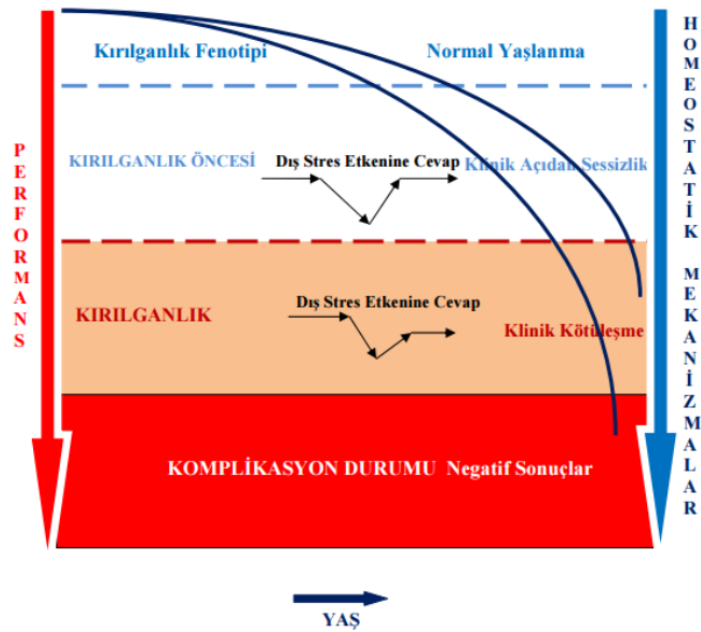 Kırılganlık Fenotipi
Normal Yaşlanma
KIRILGANLIK ÖNCESİ
Dış Stres Etkenine Cevap
Klinik Açıdan Sessizlik
PERFORMANS
HOMEOSTATİK MEKANİZMALAR
KIRILGANLIK
Dış Stres Etkenine Cevap
Klinik Kötüleşme
KOMPLİKASYON DURUMU Negatif Sonuçlar
YAŞ